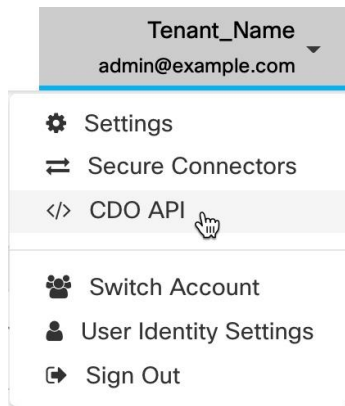 Tenant_Name
admin@example.com
Settings
Secure Connectors
CDO API
Switch Account
User Identity Settings
Sign Out